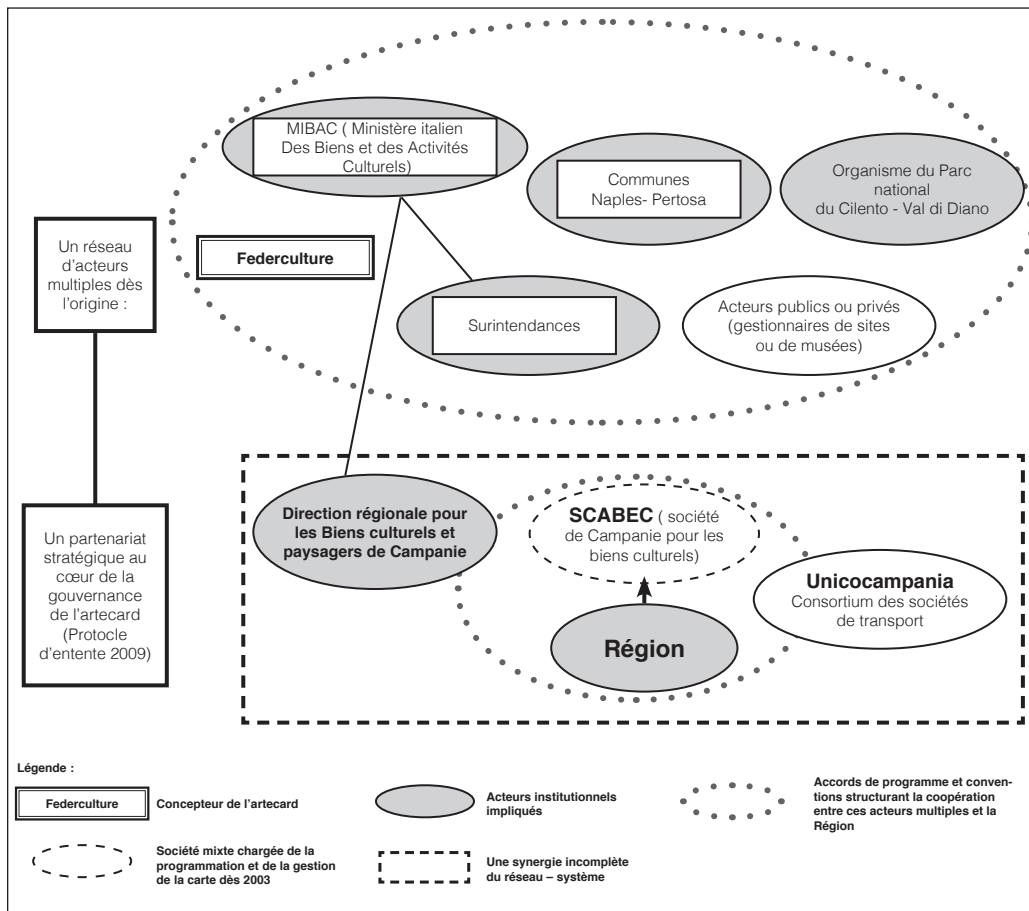 MIBAC ( Ministère italien
Des Biens et des Activités
Culturels)
Communes
Naples- Pertosa
Organisme du Parc
national
du Cilento - Val di Diano
Un réseau
d'acteurs
multiples dès
l'origine :
Federculture
Surintendances
Acteurs publics ou privés
(gestionnaires de sites
ou de musées)
Un partenariat
stratégique au
cœur de la
gouvernance
de l'artecard
(Protocle
d'entente 2009)
Direction régionale pour
les Biens culturels et
paysagers de Campanie
SCABEC ( société
de Campanie pour les
biens culturels)
Unicocampania
Consortium des sociétés
de transport
Région
Légende :
Federculture
Concepteur de l'artecard
Acteurs institutionnels
impliqués
Accords de programme et conven-
tions structurant la coopération
entre ces acteurs multiples et la
Région
Société mixte chargée de la
programmation et de la gestion
de la carte dès 2003
Une synergie incomplète
du réseau – système